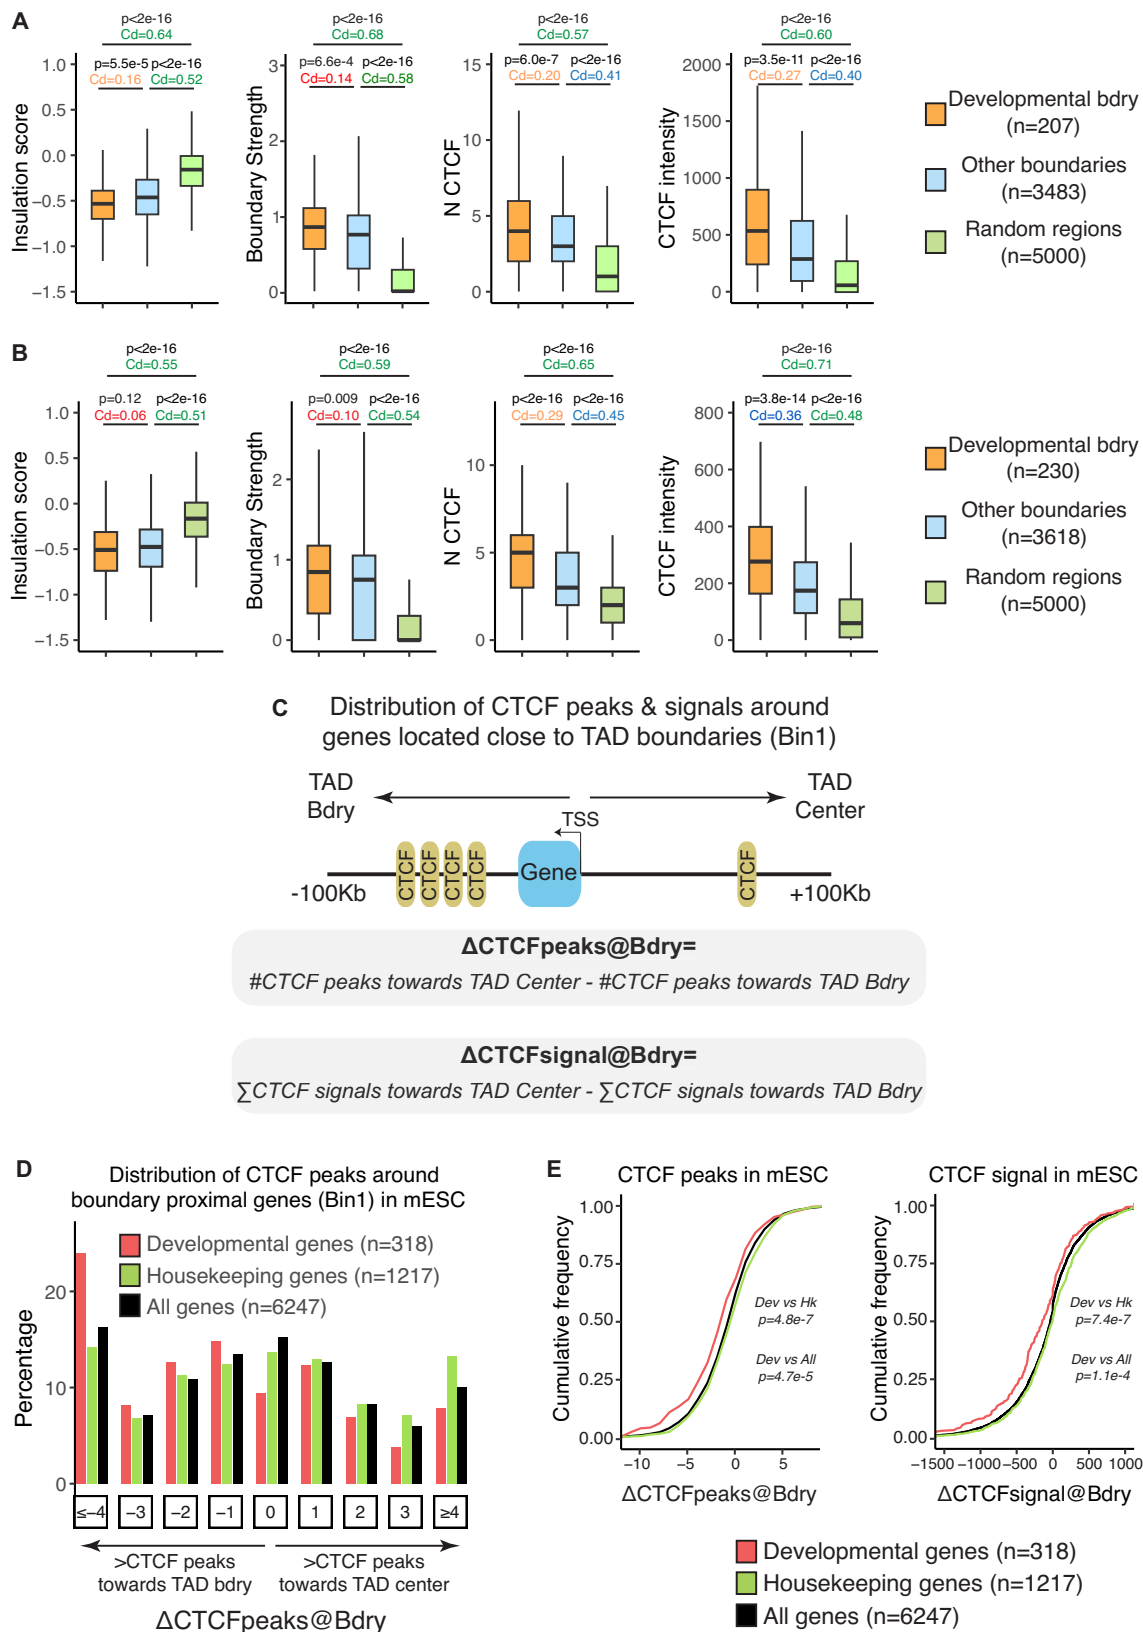 A
p<2e-16
Cd=0.64
p=5.5e-5 p<2e-16
Cd=0.16 Cd=0.52
Insulation score
1.0
0.5
0.0
−0.5
−1.0
−1.5
p<2e-16
Cd=0.68
p=6.6e-4 p<2e-16
Cd=0.14 Cd=0.58
Boundary Strength
3
2
1
0
p<2e-16
Cd=0.57
p=6.0e-7 p<2e-16
Cd=0.20 Cd=0.41
N CTCF
15
10
5
0
p<2e-16
Cd=0.60
p=3.5e-11 p<2e-16
Cd=0.27 Cd=0.40
CTCF intensity
2000
1500
1000
500
0
Developmental bdry
(n=207)
Other boundaries
(n=3483)
Random regions
(n=5000)
B
p<2e-16
Cd=0.55
p=0.12 p<2e-16
Cd=0.06 Cd=0.51
Insulation score
1.0
0.5
0.0
−0.5
−1.0
−1.5
p<2e-16
Cd=0.59
p=0.009 p<2e-16
Cd=0.10 Cd=0.54
Boundary Strength
2
1
0
p<2e-16
Cd=0.65
p<2e-16 p<2e-16
Cd=0.29 Cd=0.45
N CTCF
10
5
0
p<2e-16
Cd=0.71
p=3.8e-14 p<2e-16
Cd=0.36 Cd=0.48
CTCF intensity
800
600
400
200
0
Developmental bdry
(n=230)
Other boundaries
(n=3618)
Random regions
(n=5000)
C
Distribution of CTCF peaks & signals around
genes located close to TAD boundaries (Bin1)
TAD
Bdry
TAD
Center
TSS
CTCF CTCF CTCF CTCF
Gene
CTCF
-100Kb
+100Kb
ΔCTCFpeaks@Bdry=
#CTCF peaks towards TAD Center - #CTCF peaks towards TAD Bdry
ΔCTCFsignal@Bdry=
∑CTCF signals towards TAD Center - ∑CTCF signals towards TAD Bdry
D
Distribution of CTCF peaks around
boundary proximal genes (Bin1) in mESC
Developmental genes (n=318)
Housekeeping genes (n=1217)
All genes (n=6247)
Percentage
20
10
0
≤−4 −3 −2 −1 0 1 2 3 ≥4
>CTCF peaks
towards TAD bdry
>CTCF peaks
towards TAD center
ΔCTCFpeaks@Bdry
E
CTCF peaks in mESC
Cumulative frequency
1.00
0.75
0.50
0.25
0.00
Dev vs Hk
p=4.8e-7
Dev vs All
p=4.7e-5
−10 −5 0 5
ΔCTCFpeaks@Bdry
CTCF signal in mESC
Cumulative frequency
1.00
0.75
0.50
0.25
0.00
Dev vs Hk
p=7.4e-7
Dev vs All
p=1.1e-4
−1500 −1000 −500 0 500 1000
ΔCTCFsignal@Bdry
Developmental genes (n=318)
Housekeeping genes (n=1217)
All genes (n=6247)